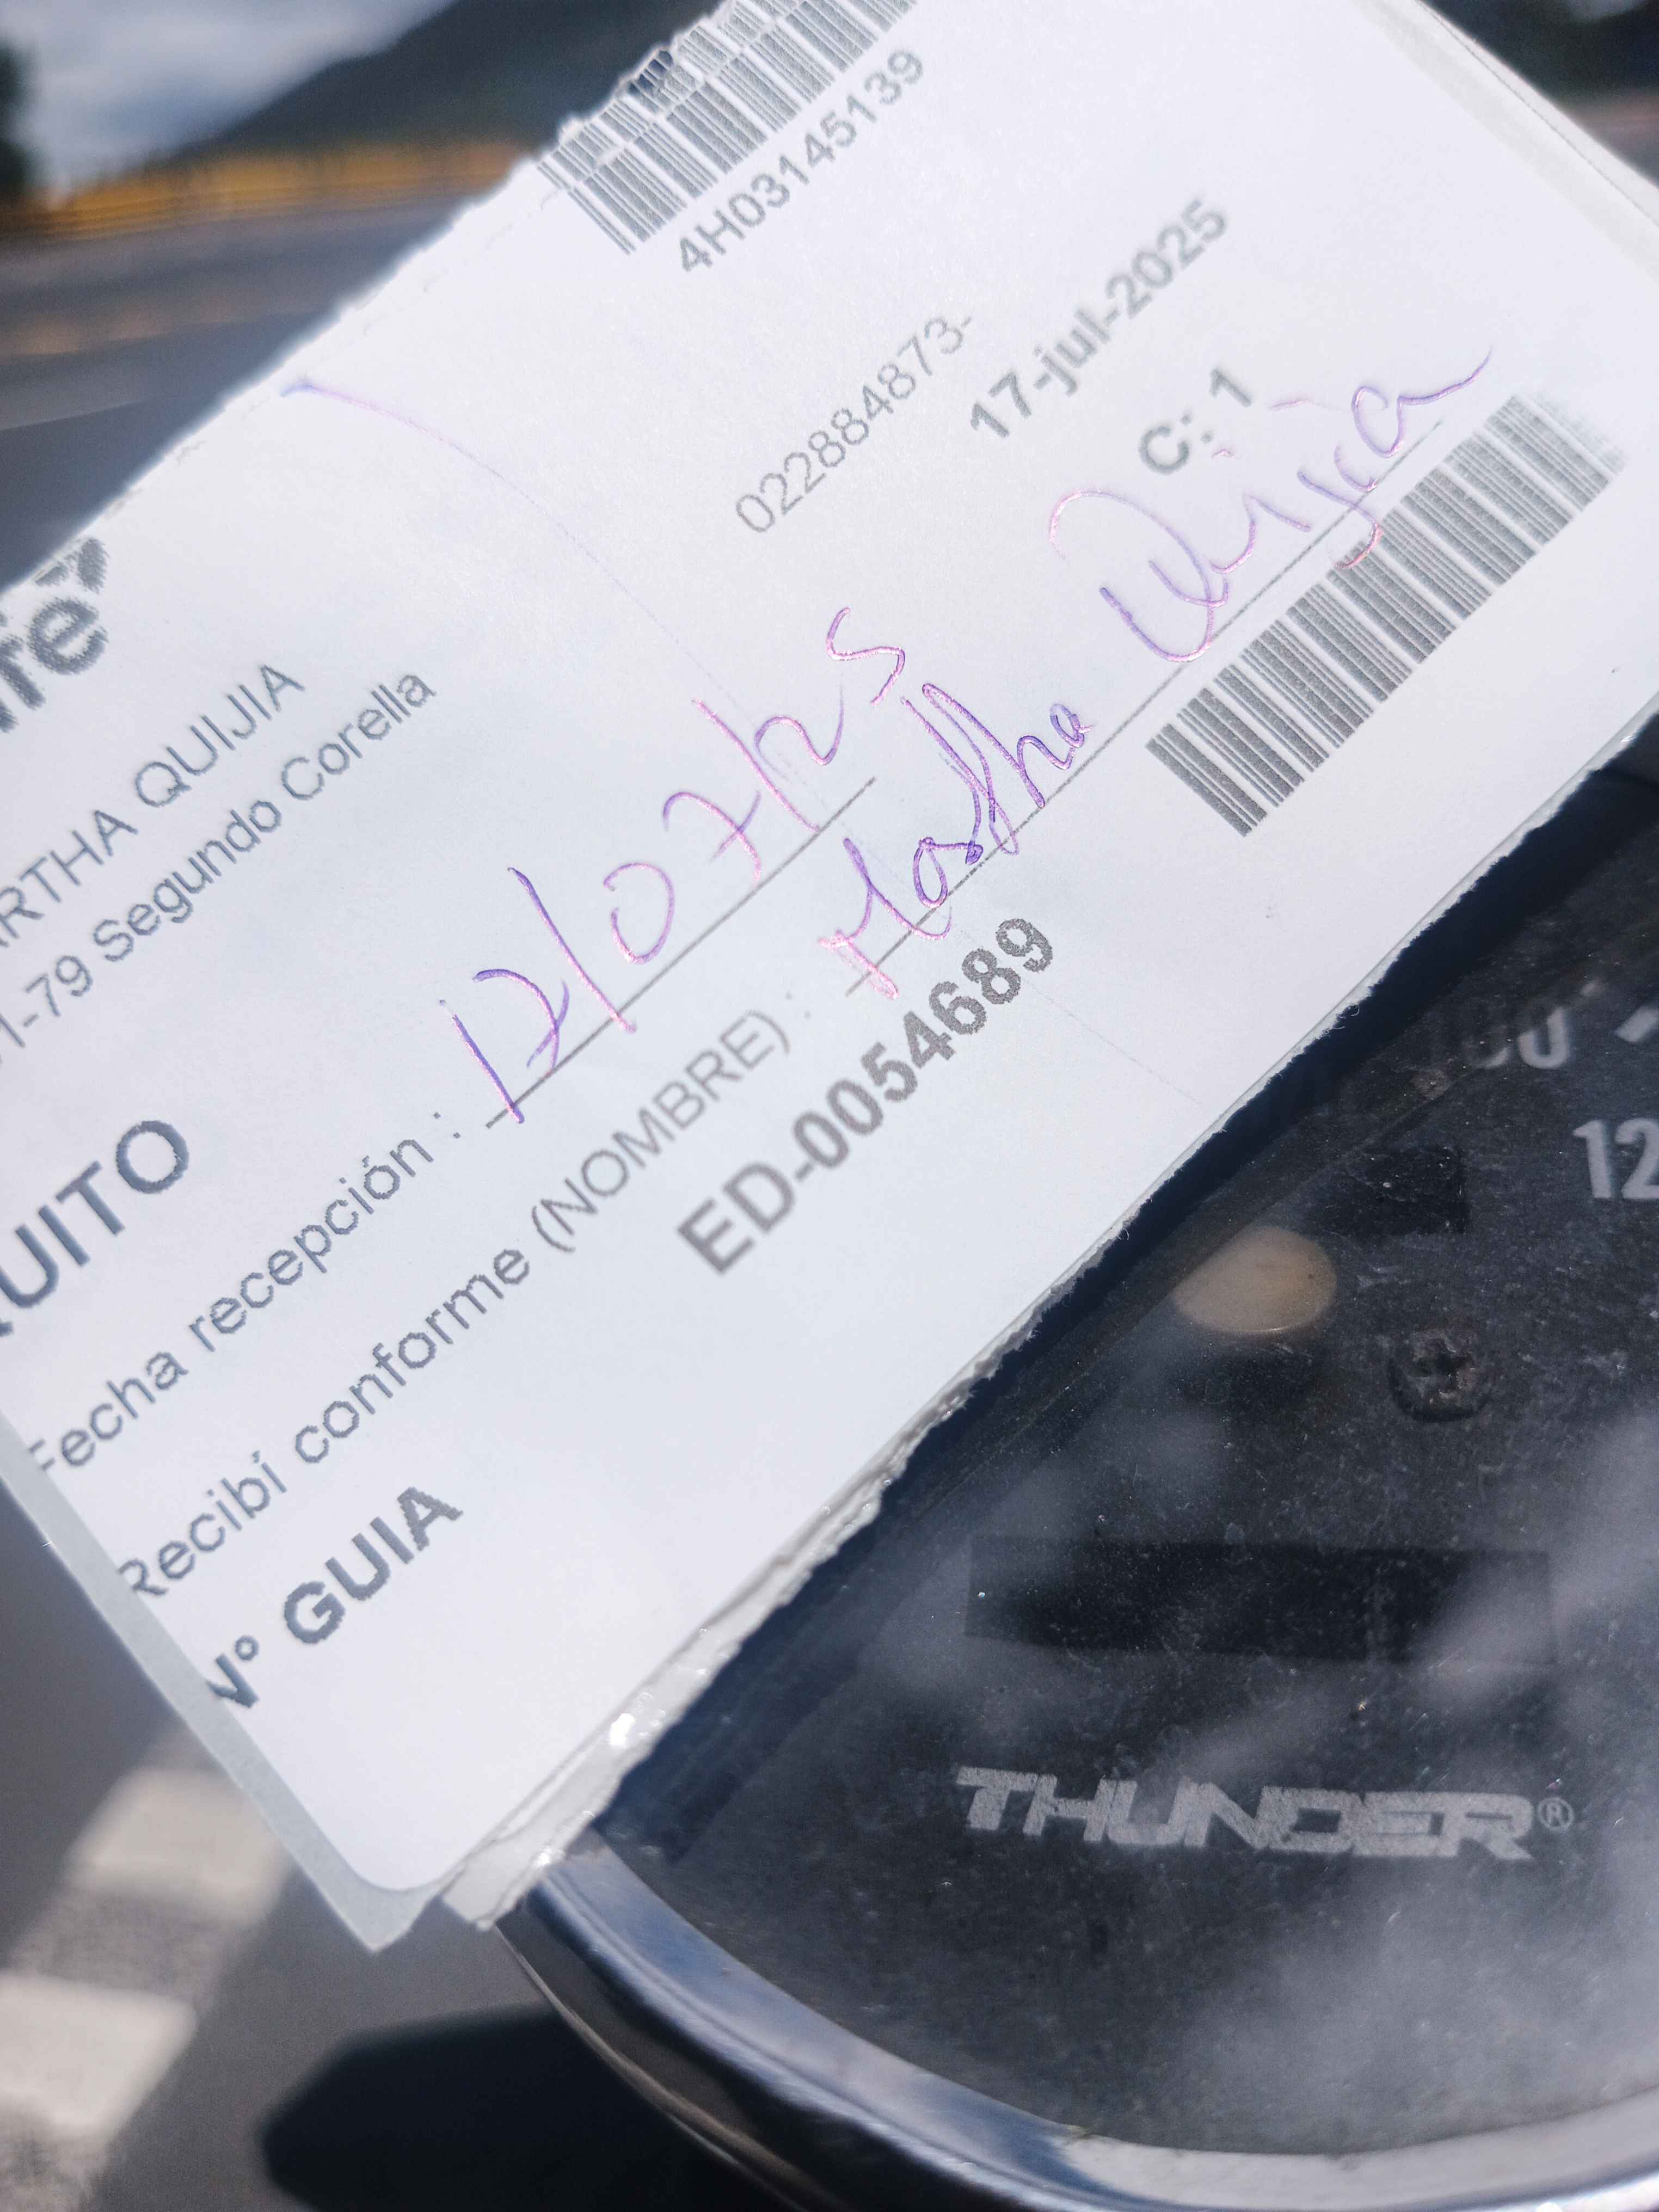 4H03145139
ARTHA QUIJIA
1-79 Segundo Corella
022884873-
17-jul-2025
UITO
C: 1
Fecha recepción : 17/07/25
Recibí conforme (NOMBRE) : Martha Quijia
N° GUIA ED-0054689
12
THUNDER®